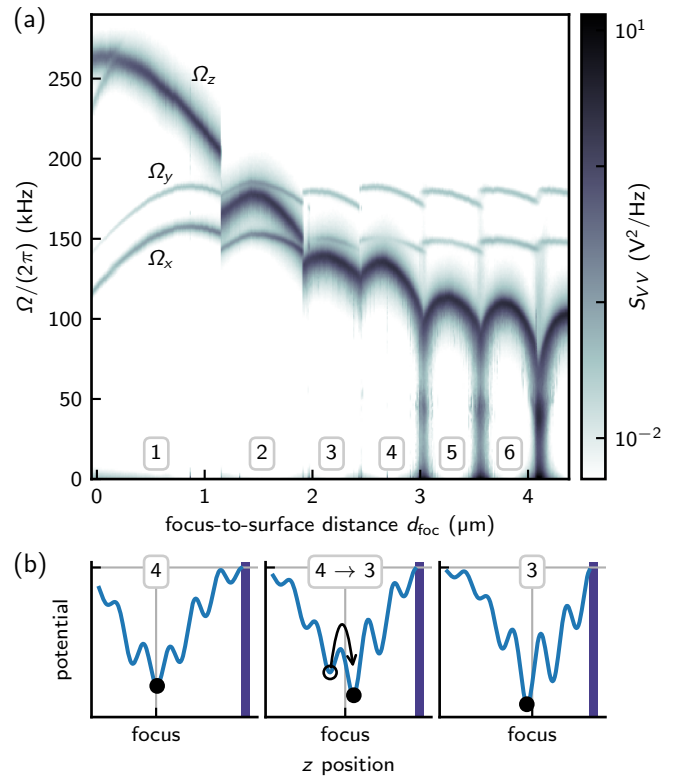 (a)
250
200
150
100
50
0
Ω/(2π) (kHz)
Ω_z
Ω_y
Ω_x
1 2 3 4 5 6
0 1 2 3 4
focus-to-surface distance d_foc (μm)
10^1
10^−2
S_VV (V^2/Hz)
(b)
4
4 → 3
3
potential
focus focus focus
z position